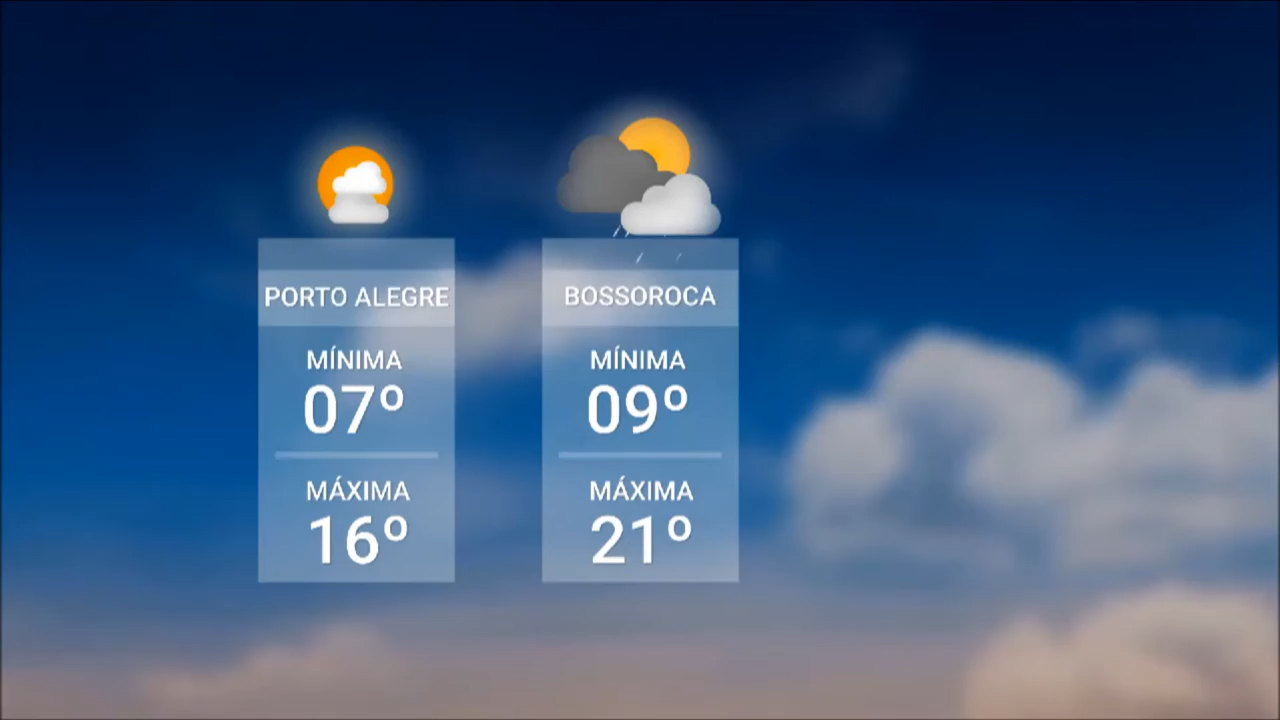 PORTO ALEGRE
MÍNIMA
07º
MÁXIMA
16º
BOSSOROCA
MÍNIMA
09º
MÁXIMA
21º